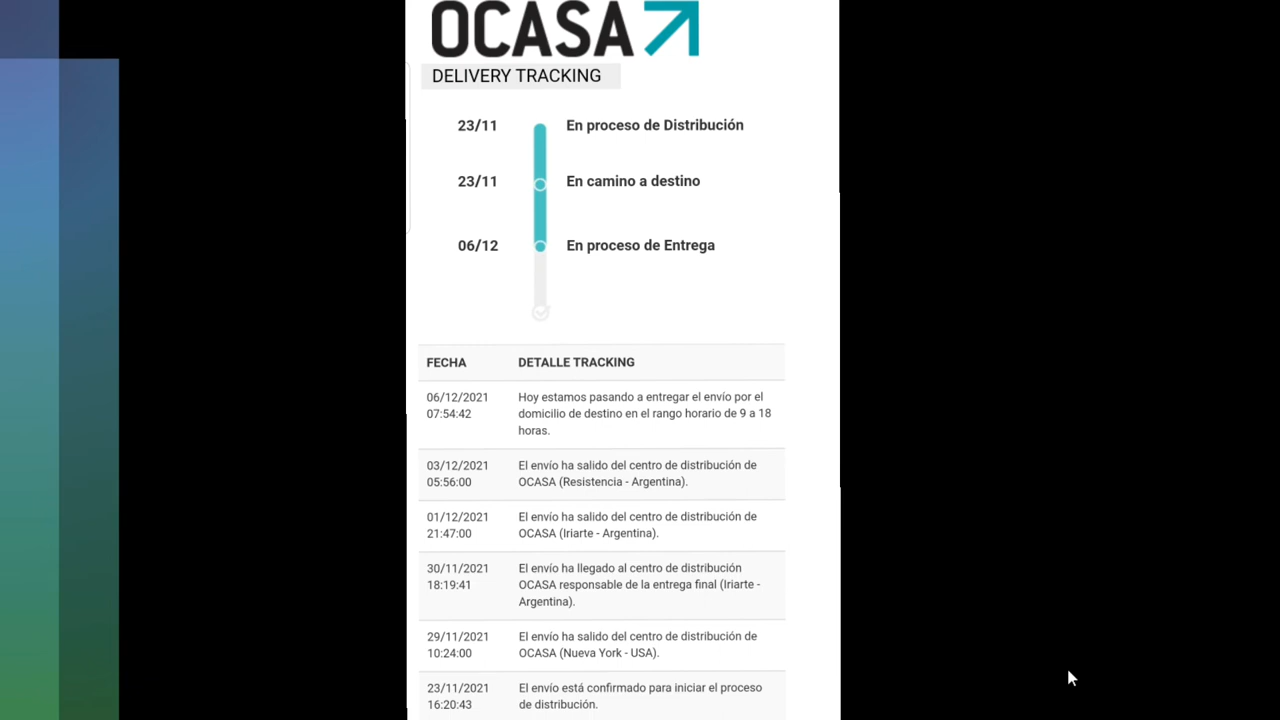 OCASA
DELIVERY TRACKING
23/11 En proceso de Distribución
23/11 En camino a destino
06/12 En proceso de Entrega
FECHA DETALLE TRACKING
06/12/2021 Hoy estamos pasando a entregar el envío por el
07:54:42 domicilio de destino en el rango horario de 9 a 18
horas.
03/12/2021 El envío ha salido del centro de distribución de
05:56:00 OCASA (Resistencia - Argentina).
01/12/2021 El envío ha salido del centro de distribución de
21:47:00 OCASA (Iriarte - Argentina).
30/11/2021 El envío ha llegado al centro de distribución
18:19:41 OCASA responsable de la entrega final (Iriarte -
Argentina).
29/11/2021 El envío ha salido del centro de distribución de
10:24:00 OCASA (Nueva York - USA).
23/11/2021 El envío está confirmado para iniciar el proceso
16:20:43 de distribución.